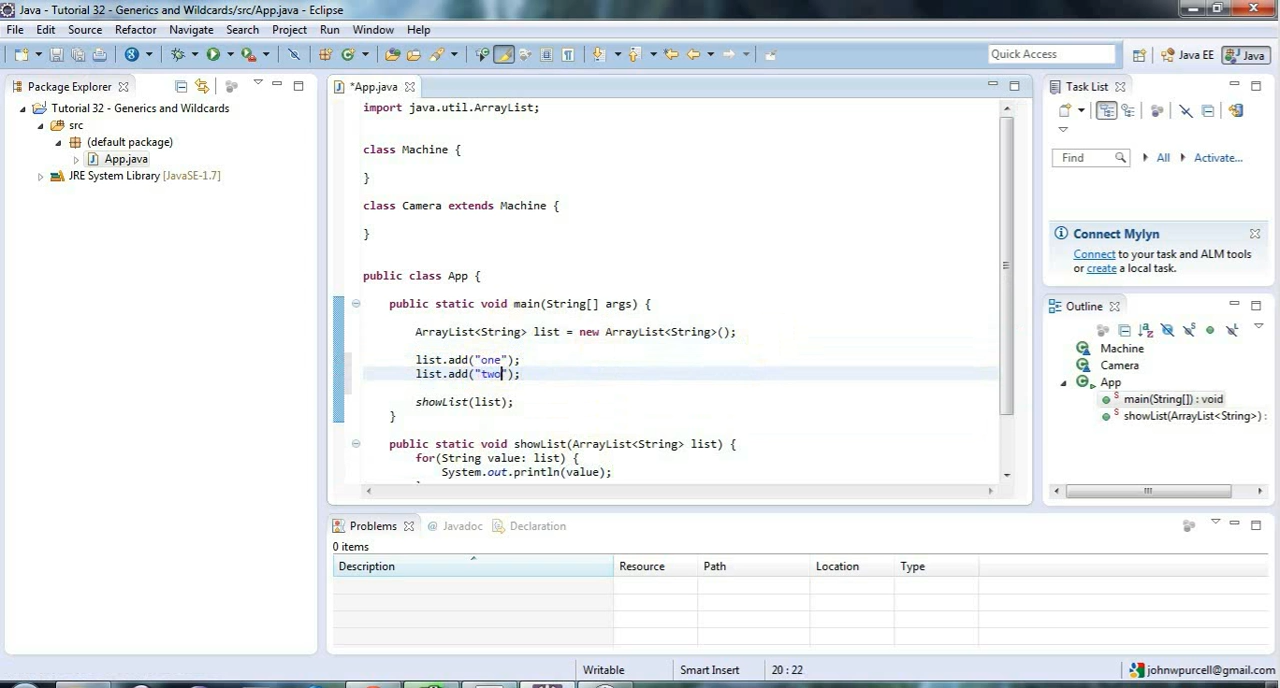 Java - Tutorial 32 - Generics and Wildcards/src/App.java - Eclipse
File Edit Source Refactor Navigate Search Project Run Window Help
Quick Access Java EE Java
Package Explorer
Tutorial 32 - Generics and Wildcards
src
(default package)
App.java
JRE System Library [JavaSE-1.7]
*App.java
import java.util.ArrayList;
class Machine {
}
class Camera extends Machine {
}
public class App {
public static void main(String[] args) {
ArrayList<String> list = new ArrayList<String>();
list.add("one");
list.add("two");
showList(list);
}
public static void showList(ArrayList<String> list) {
for(String value: list) {
System.out.println(value);
Task List
Find All Activate...
Connect Mylyn
Connect to your task and ALM tools
or create a local task.
Outline
Machine
Camera
App
main(String[]) : void
showList(ArrayList<String>) :
Problems Javadoc Declaration
0 items
Description Resource Path Location Type
Writable Smart Insert 20 : 22 johnwpurcell@gmail.com